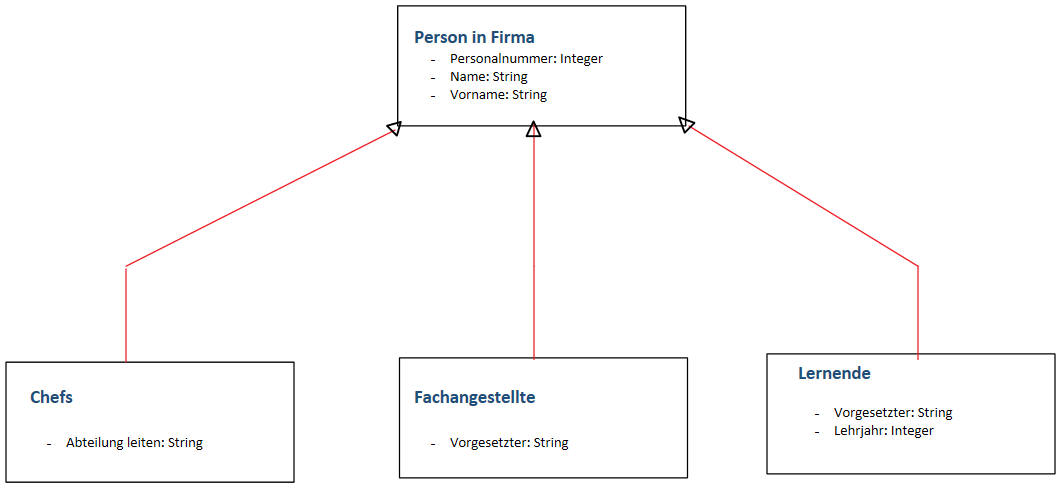 Person in Firma
- Personalnummer: Integer
- Name: String
- Vorname: String
Chefs
- Abteilung leiten: String
Fachangestellte
- Vorgesetzter: String
Lernende
- Vorgesetzter: String
- Lehrjahr: Integer